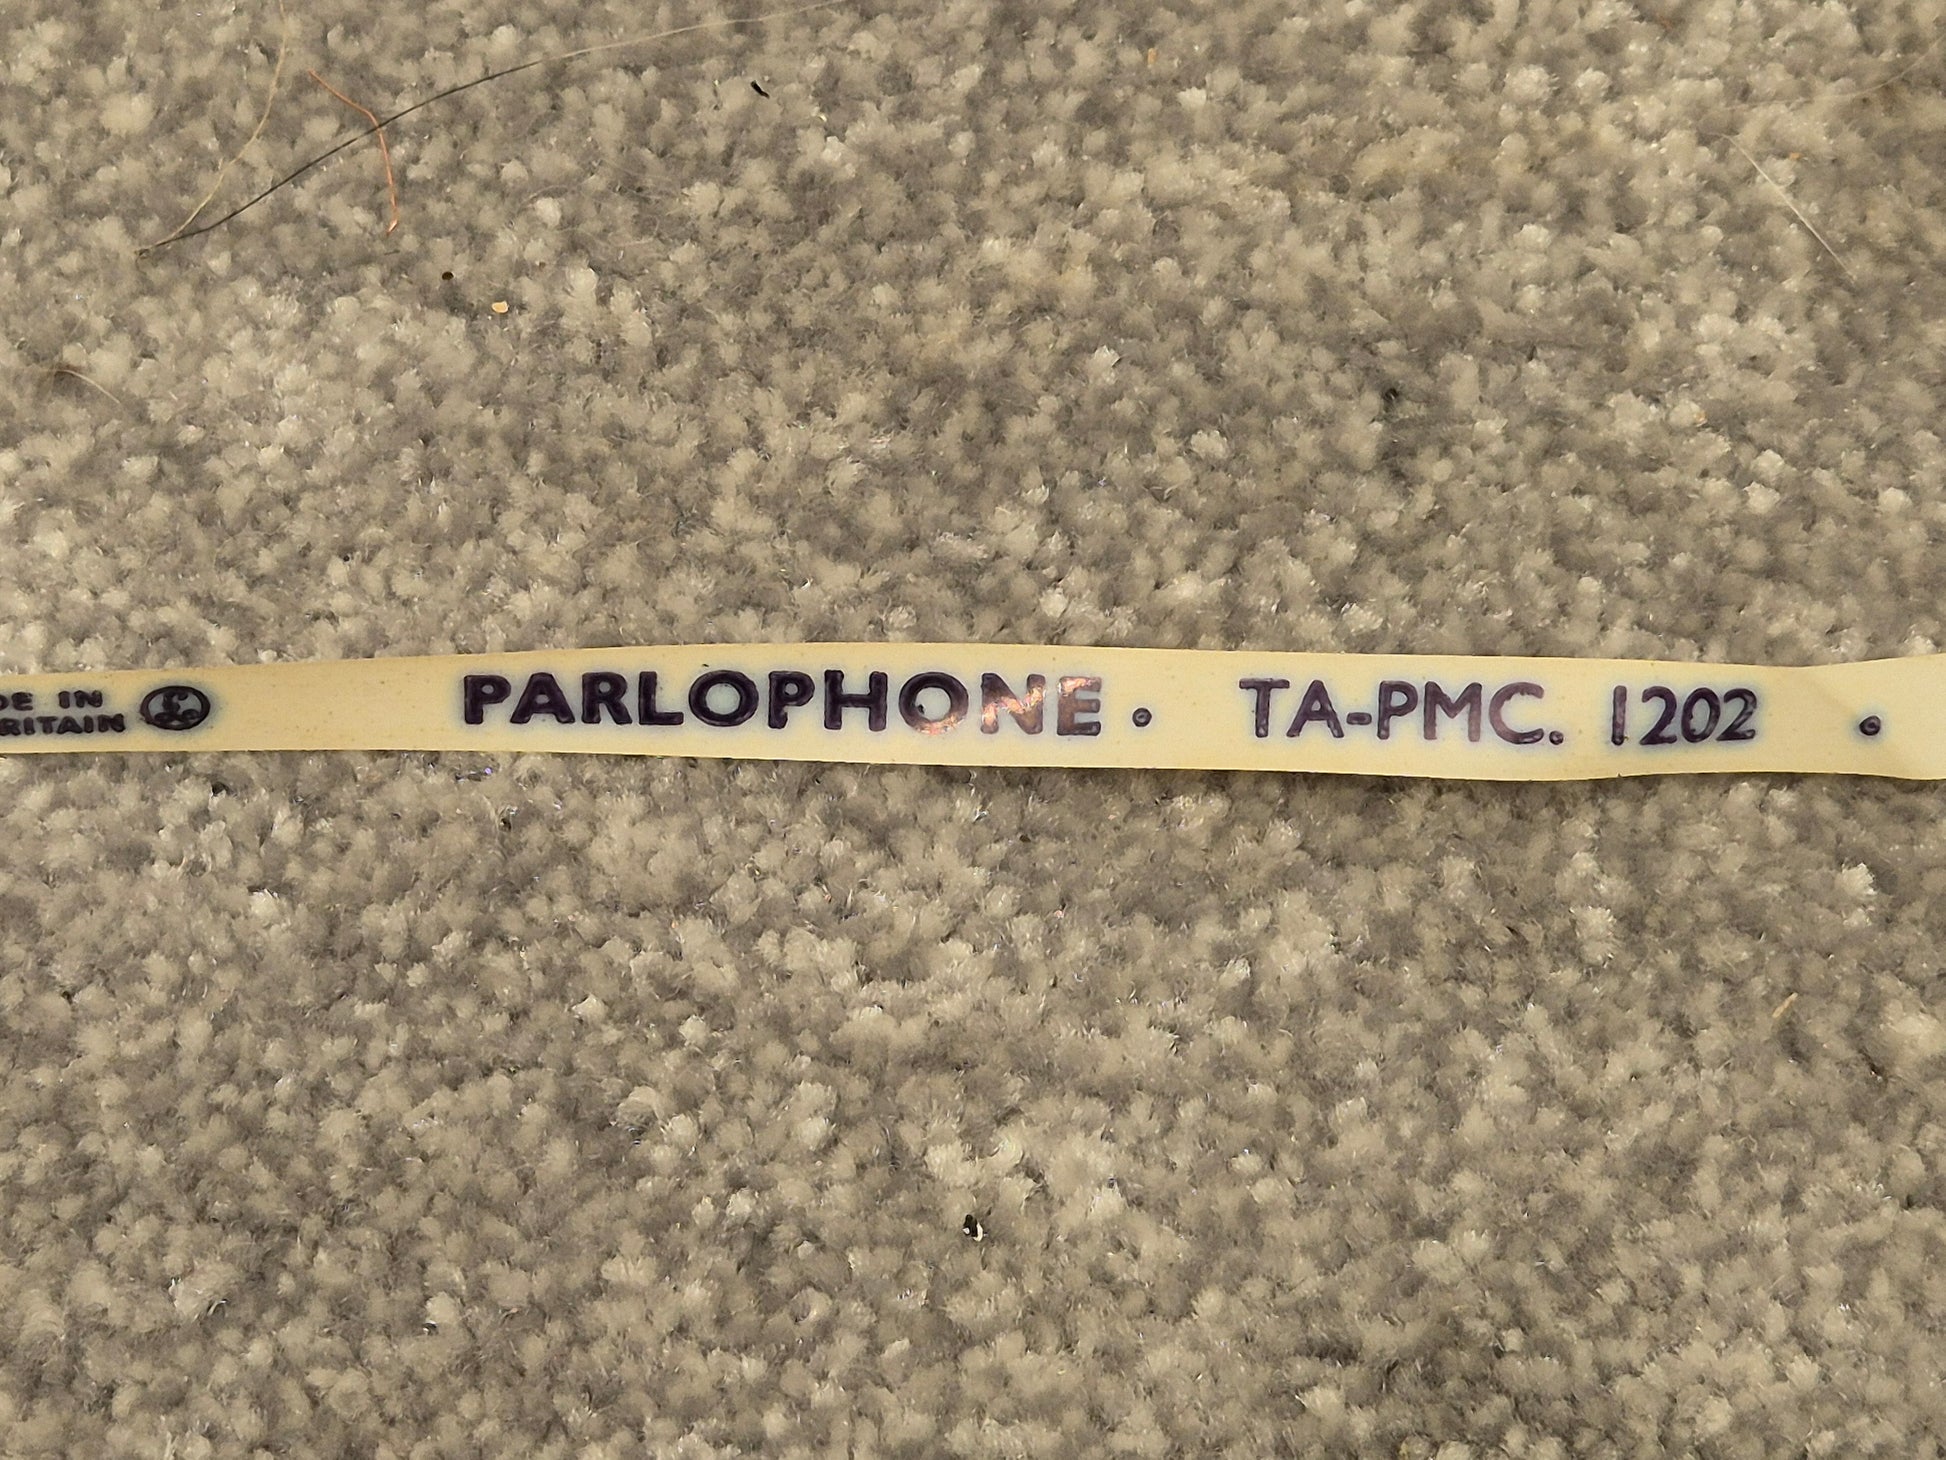 DE IN
RITAIN
PARLOPHONE • TA-PMC. 1202 •